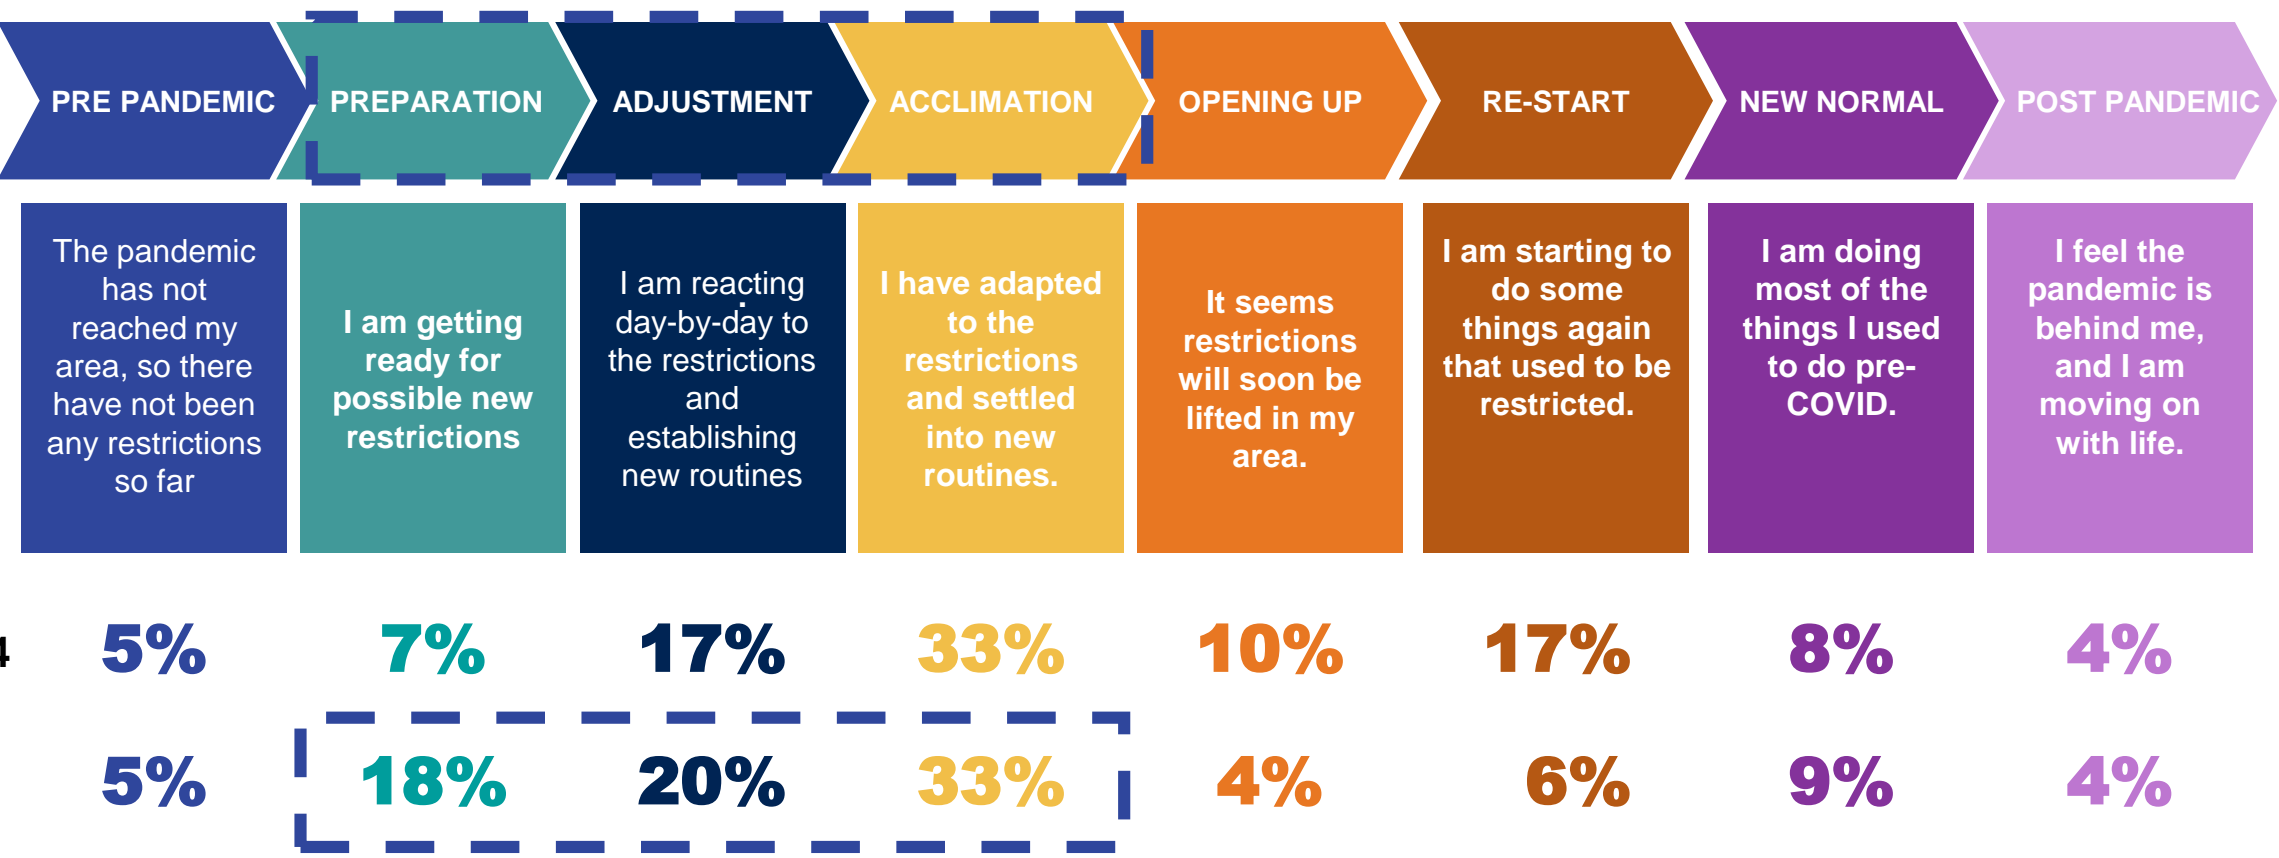 PRE PANDEMIC PREPARATION ADJUSTMENT ACCLIMATION OPENING UP RE-START NEW NORMAL POST PANDEMIC
The pandemic
has not
reached my
area, so there
have not been
any restrictions
so far
I am getting
ready for
possible new
restrictions
.
I am reacting
day-by-day to
the restrictions
and
establishing
new routines
I have adapted
to the
restrictions
and settled
into new
routines.
It seems
restrictions
will soon be
lifted in my
area.
I am starting to
do some
things again
that used to be
restricted.
I am doing
most of the
things I used
to do pre-
COVID.
I feel the
pandemic is
behind me,
and I am
moving on
with life.
4 5% 7% 17% 33% 10% 17% 8% 4%
5% 18% 20% 33% 4% 6% 9% 4%